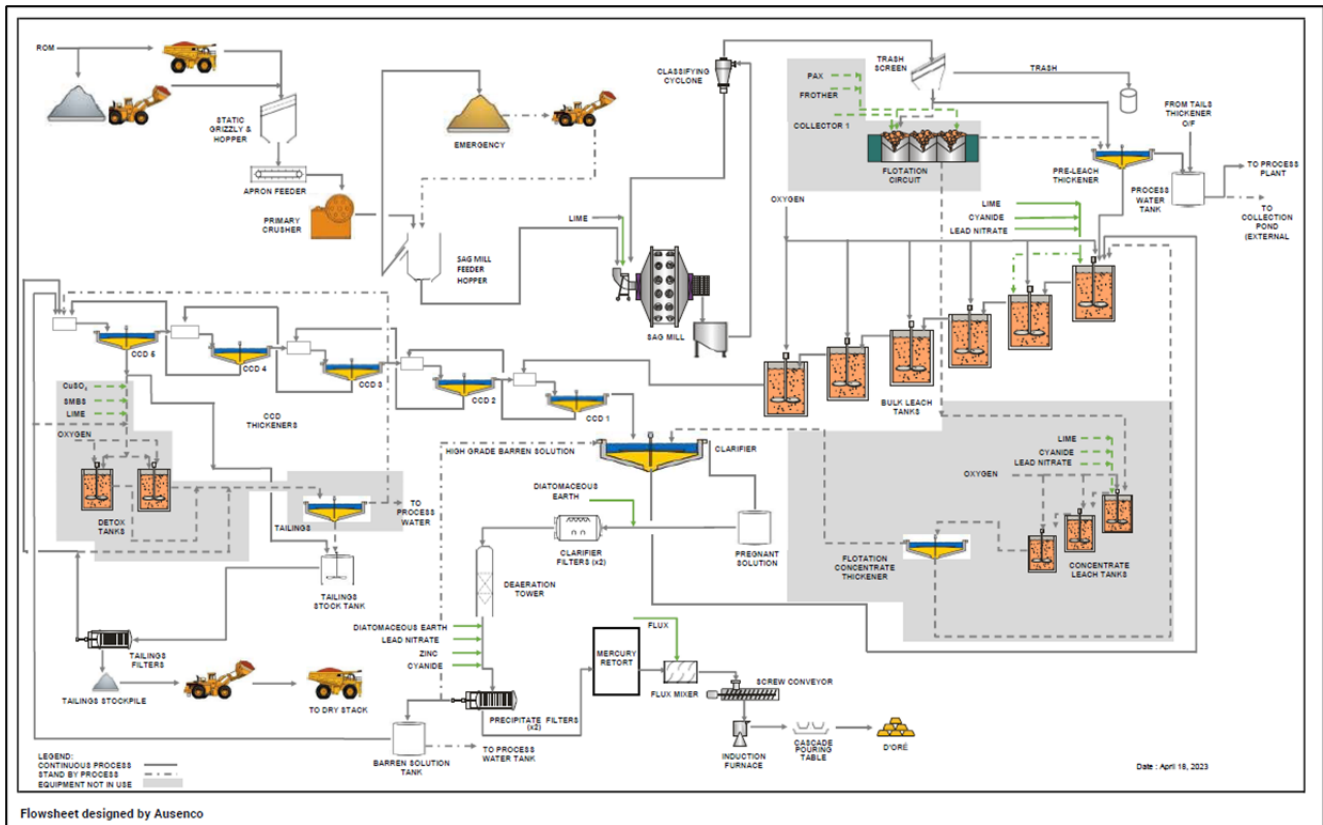 ROM
STATIC
GRIZZLY &
HOPPER
APRON FEEDER
PRIMARY
CRUSHER
EMERGENCY
SAG MILL
FEEDER
HOPPER
LIME
SAG MILL
CLASSIFYING
CYCLONE
TRASH
SCREEN
TRASH
PAX
FROTHER
COLLECTOR 1
FLOTATION
CIRCUIT
FROM TAILS
THICKENER
O/F
PRE-LEACH
THICKENER
PROCESS
WATER
TANK
TO PROCESS
PLANT
TO
COLLECTION
POND
(EXTERNAL
OXYGEN
LIME
CYANIDE
LEAD NITRATE
BULK LEACH
TANKS
CCD 5
CCD 4
CCD 3
CCD 2
CCD 1
CCD
THICKENERS
CuSO₄
SMBS
LIME
OXYGEN
DETOX
TANKS
TAILINGS
TO
PROCESS
WATER
TAILINGS
STOCK TANK
TAILINGS
FILTERS
TAILINGS STOCKPILE
TO DRY STACK
HIGH GRADE BARREN SOLUTION
CLARIFIER
DIATOMACEOUS
EARTH
CLARIFIER
FILTERS (x2)
PREGNANT
SOLUTION
DEAERATION
TOWER
DIATOMACEOUS EARTH
LEAD NITRATE
ZINC
CYANIDE
PRECIPITATE FILTERS
(x2)
BARREN SOLUTION
TANK
TO PROCESS
WATER TANK
MERCURY
RETORT
FLUX
FLUX MIXER
SCREW CONVEYOR
INDUCTION
FURNACE
CASCADE
POURING
TABLE
D'ORÉ
LIME
CYANIDE
LEAD NITRATE
OXYGEN
CONCENTRATE
LEACH TANKS
FLOTATION
CONCENTRATE
THICKENER
LEGEND:
CONTINUOUS PROCESS
STAND BY PROCESS
EQUIPMENT NOT IN USE
Date : April 18, 2023
Flowsheet designed by Ausenco